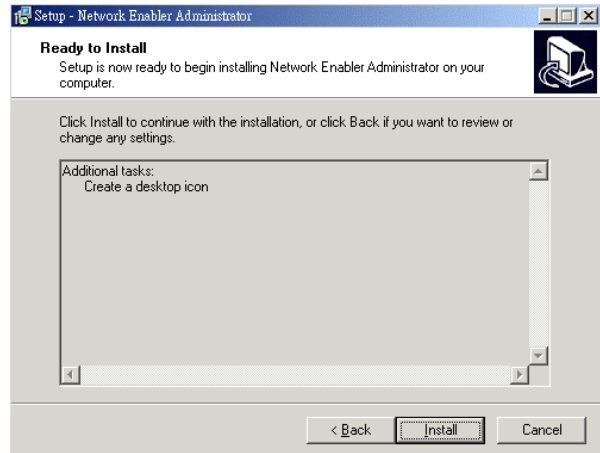 Setup - Network Enabler Administrator
Ready to Install
Setup is now ready to begin installing Network Enabler Administrator on your
computer.
Click Install to continue with the installation, or click Back if you want to review or
change any settings.
Additional tasks:
Create a desktop icon
< Back
Install
Cancel